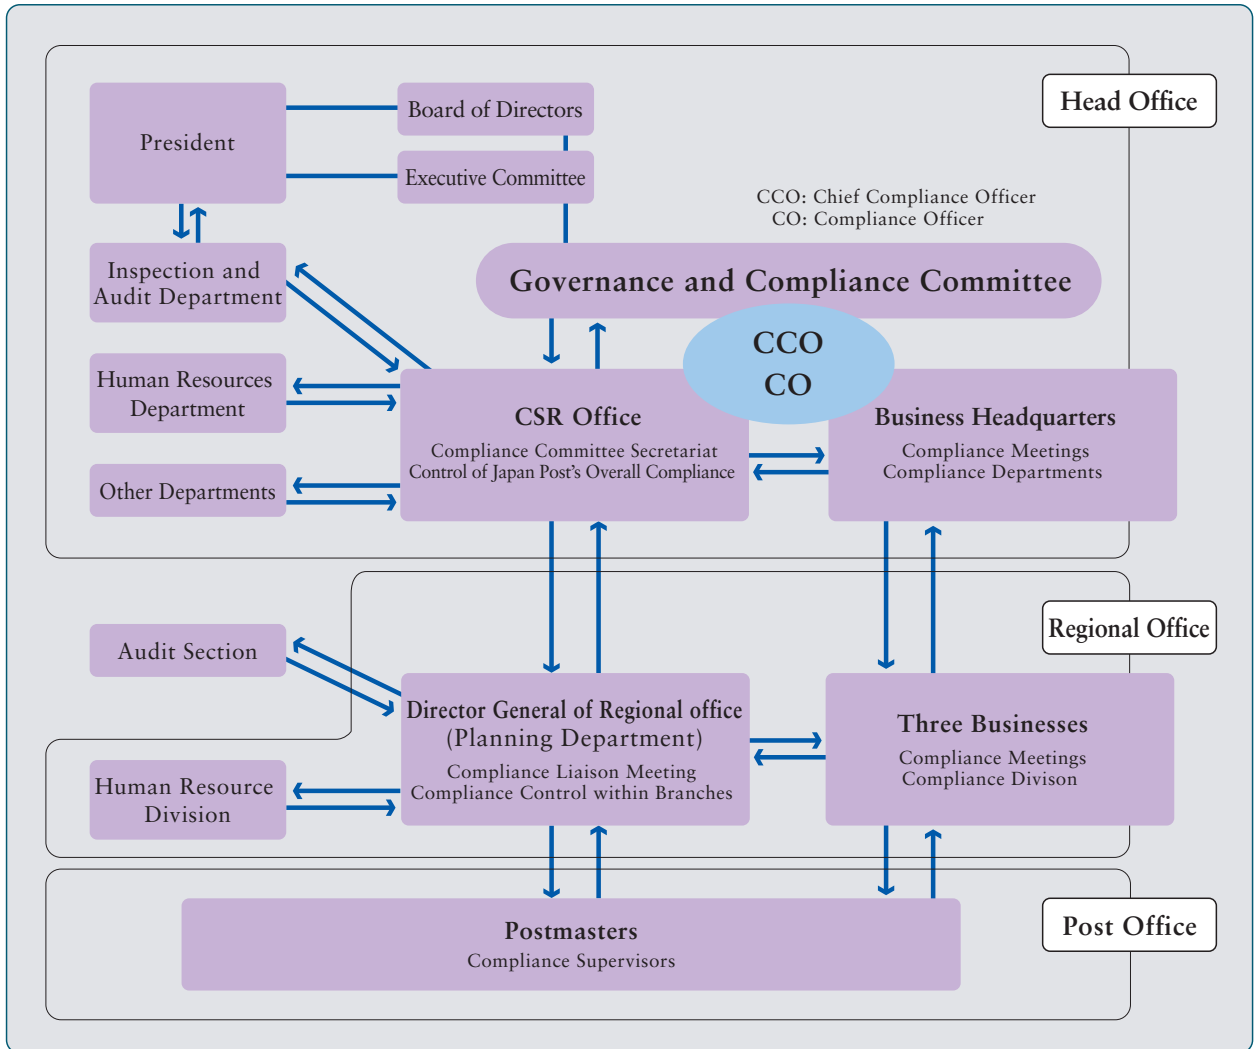 Head Office
President
Board of Directors
Executive Committee
CCO: Chief Compliance Officer
CO: Compliance Officer
Inspection and
Audit Department
Governance and Compliance Committee
CCO
CO
Human Resources
Department
CSR Office
Compliance Committee Secretariat
Control of Japan Post's Overall Compliance
Business Headquarters
Compliance Meetings
Compliance Departments
Other Departments
Regional Office
Audit Section
Director General of Regional office
(Planning Department)
Compliance Liaison Meeting
Compliance Control within Branches
Three Businesses
Compliance Meetings
Compliance Divison
Human Resource
Division
Post Office
Postmasters
Compliance Supervisors